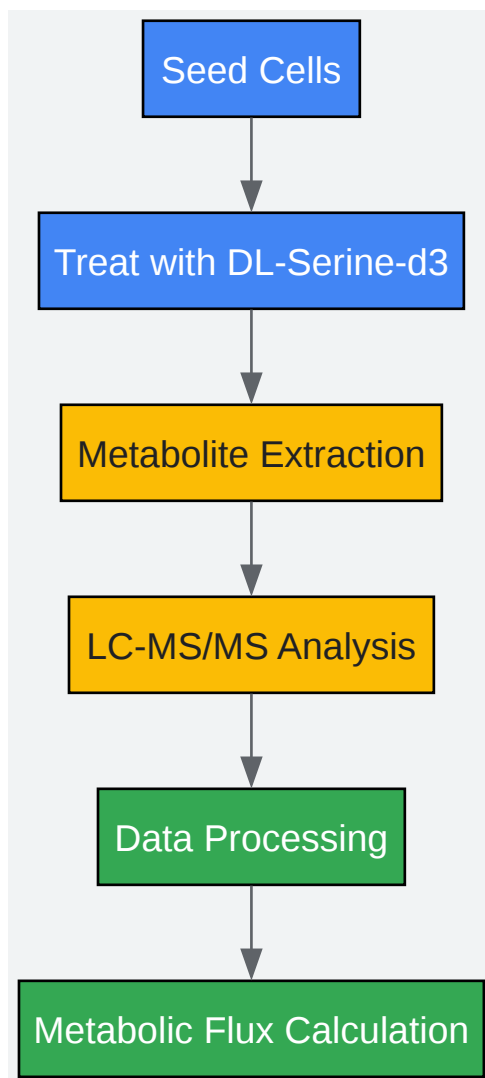 Seed Cells
Treat with DL-Serine-d3
Metabolite Extraction
LC-MS/MS Analysis
Data Processing
Metabolic Flux Calculation